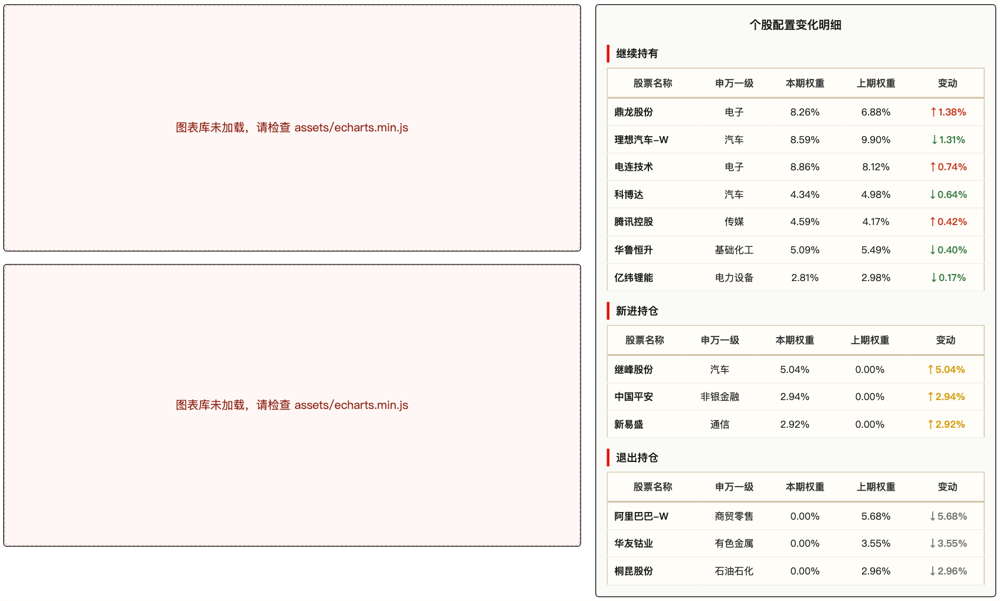 图表库未加载，请检查 assets/echarts.min.js
图表库未加载，请检查 assets/echarts.min.js
个股配置变化明细
继续持有
股票名称 申万一级 本期权重 上期权重 变动
鼎龙股份 电子 8.26% 6.88% ↑1.38%
理想汽车-W 汽车 8.59% 9.90% ↓1.31%
电连技术 电子 8.86% 8.12% ↑0.74%
科博达 汽车 4.34% 4.98% ↓0.64%
腾讯控股 传媒 4.59% 4.17% ↑0.42%
华鲁恒升 基础化工 5.09% 5.49% ↓0.40%
亿纬锂能 电力设备 2.81% 2.98% ↓0.17%
新进持仓
股票名称 申万一级 本期权重 上期权重 变动
继峰股份 汽车 5.04% 0.00% ↑5.04%
中国平安 非银金融 2.94% 0.00% ↑2.94%
新易盛 通信 2.92% 0.00% ↑2.92%
退出持仓
股票名称 申万一级 本期权重 上期权重 变动
阿里巴巴-W 商贸零售 0.00% 5.68% ↓5.68%
华友钴业 有色金属 0.00% 3.55% ↓3.55%
桐昆股份 石油石化 0.00% 2.96% ↓2.96%